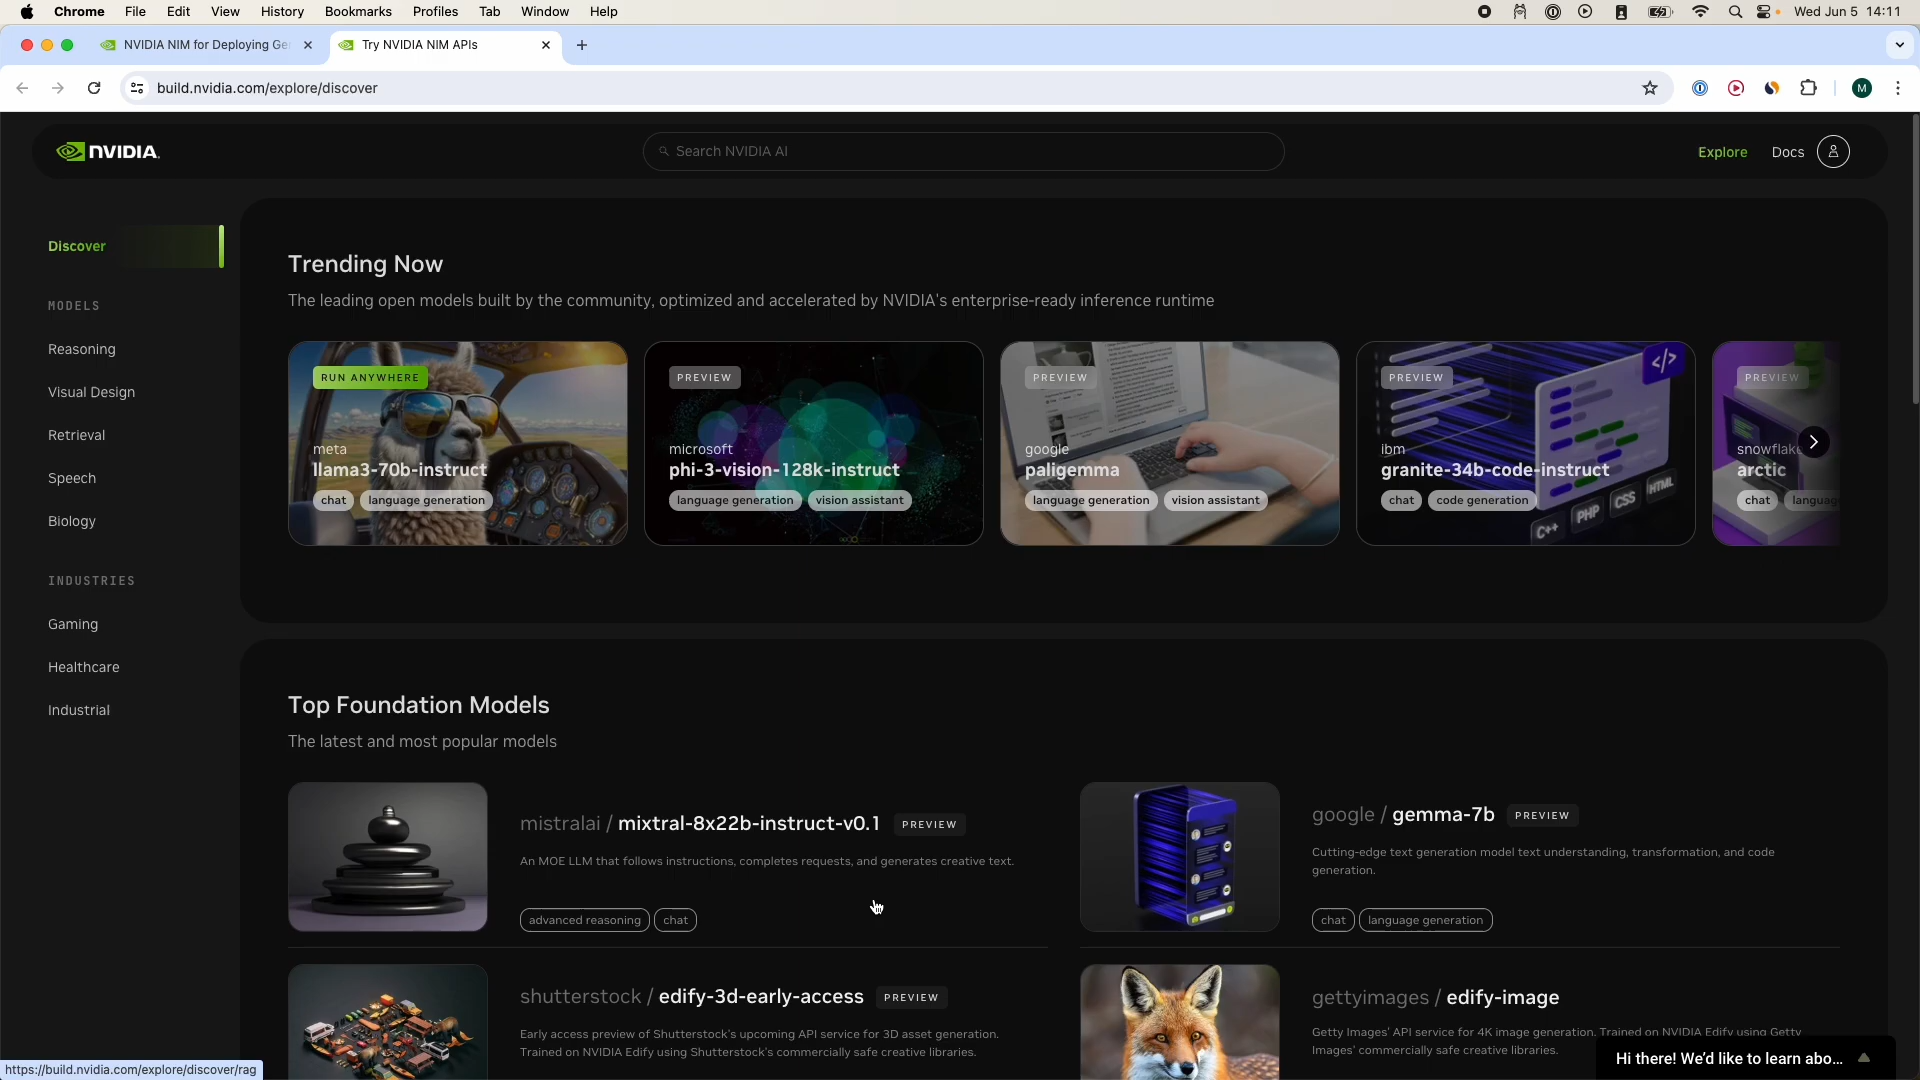 Chrome File Edit View History Bookmarks Profiles Tab Window Help Wed Jun 5 14:11
NVIDIA NIM for Deploying Ge
Try NVIDIA NIM APIs
build.nvidia.com/explore/discover
M
NVIDIA.
Search NVIDIA AI
Explore
Docs
Discover
MODELS
Reasoning
Visual Design
Retrieval
Speech
Biology
INDUSTRIES
Gaming
Healthcare
Industrial
Trending Now
The leading open models built by the community, optimized and accelerated by NVIDIA's enterprise-ready inference runtime
RUN ANYWHERE
meta
llama3-70b-instruct
chat language generation
PREVIEW
microsoft
phi-3-vision-128k-instruct
language generation vision assistant
PREVIEW
google
paligemma
language generation vision assistant
PREVIEW
ibm
granite-34b-code-instruct
chat code generation
</>
C++ PHP CSS HTML
PREVIEW
snowflake
arctic
chat langua
Top Foundation Models
The latest and most popular models
mistralai / mixtral-8x22b-instruct-v0.1 PREVIEW
An MOE LLM that follows instructions, completes requests, and generates creative text.
advanced reasoning chat
google / gemma-7b PREVIEW
Cutting-edge text generation model text understanding, transformation, and code
generation.
chat language generation
shutterstock / edify-3d-early-access PREVIEW
Early access preview of Shutterstock's upcoming API service for 3D asset generation.
Trained on NVIDIA Edify using Shutterstock's commercially safe creative libraries.
gettyimages / edify-image
Getty Images' API service for 4K image generation. Trained on NVIDIA Edify using Getty
Images' commercially safe creative libraries.
Hi there! We'd like to learn abo...
https://build.nvidia.com/explore/discover/rag